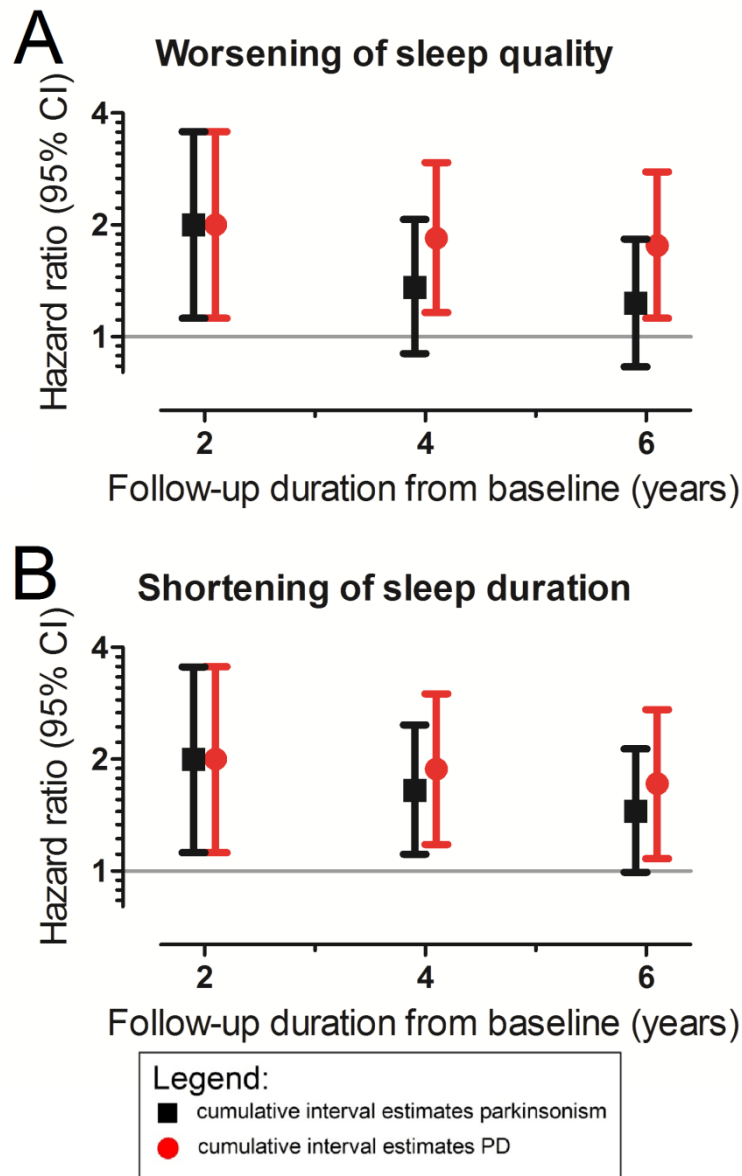 A
Worsening of sleep quality
Hazard ratio (95% CI)
4
2
1
2 4 6
Follow-up duration from baseline (years)
B
Shortening of sleep duration
Hazard ratio (95% CI)
4
2
1
2 4 6
Follow-up duration from baseline (years)
Legend:
cumulative interval estimates parkinsonism
cumulative interval estimates PD